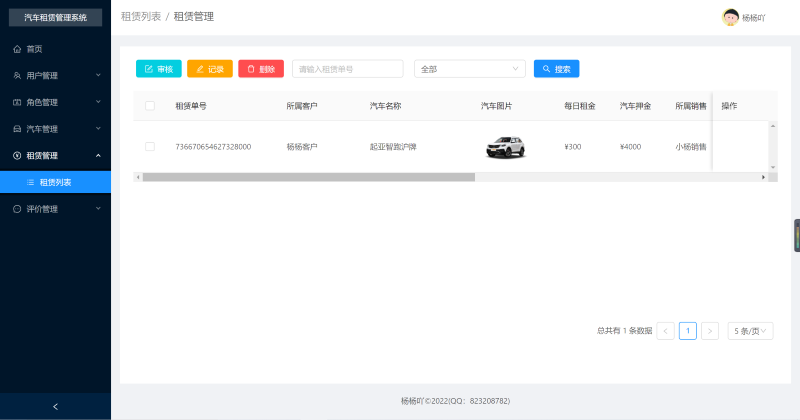 汽车租赁管理系统
租赁列表 / 租赁管理
杨杨吖
首页
用户管理
角色管理
汽车管理
租赁管理
租赁列表
评价管理
审核 记录 删除 请输入租赁单号 全部 搜索
租赁单号 所属客户 汽车名称 汽车图片 每日租金 汽车押金 所属销售 操作
736670654627328000 杨杨客户 起亚智跑沪牌 ¥300 ¥4000 小杨销售
总共有 1 条数据 1 5 条/页
杨杨吖©2022(QQ: 823208782)